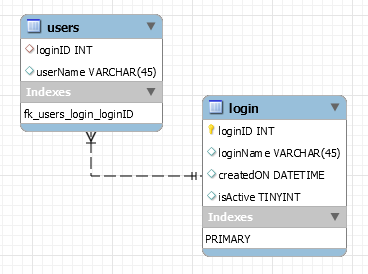 users
loginID INT
userName VARCHAR(45)
Indexes
fk_users_login_loginID
login
loginID INT
loginName VARCHAR(45)
createdON DATETIME
isActive TINYINT
Indexes
PRIMARY